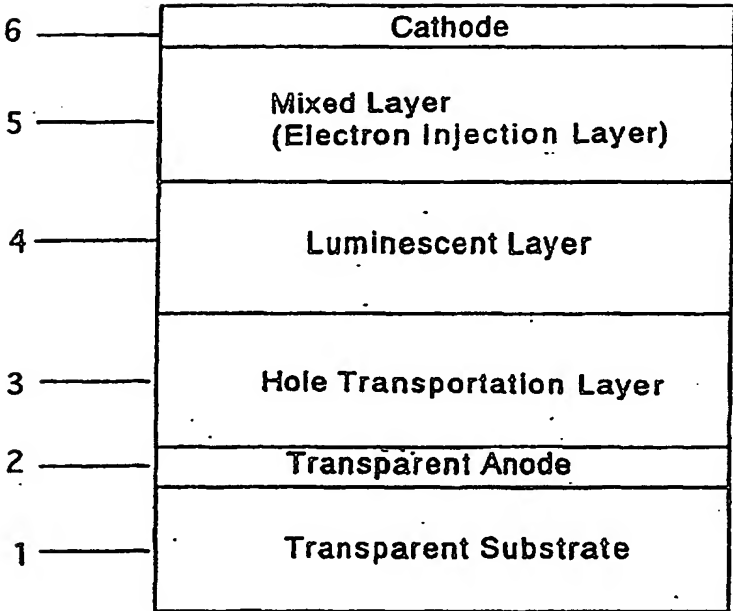 6 Cathode
5 Mixed Layer
(Electron Injection Layer)
4 Luminescent Layer
3 Hole Transportation Layer
2 Transparent Anode
1 Transparent Substrate